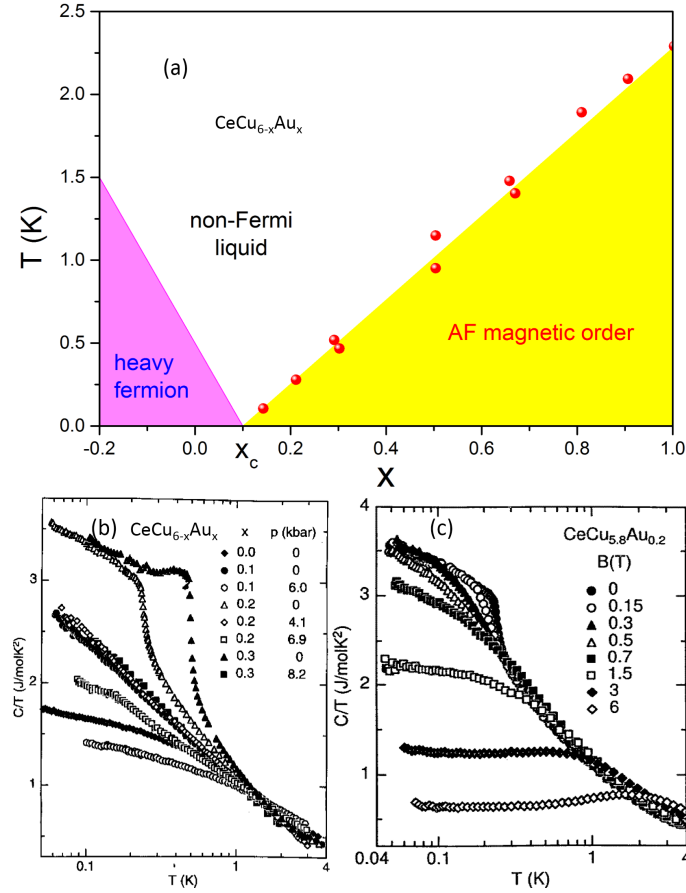 (a)
CeCu6-xAux
non-Fermi
liquid
AF magnetic order
heavy
fermion
T (K)
2.5
2.0
1.5
1.0
0.5
0.0
-0.2 0.0 xc 0.2 0.4 0.6 0.8 1.0
X
(b) CeCu6-xAux x p (kbar)
0.0 0
0.1 0
0.1 6.0
0.2 0
0.2 4.1
0.2 6.9
0.3 0
0.3 8.2
C/T (J/molK²)
3
2
1
0.1 1 4
T (K)
(c) CeCu5.8Au0.2
B(T)
0
0.15
0.3
0.5
0.7
1.5
3
6
C/T (J/molK²)
4
3
2
1
0
0.04 0.1 1 4
T (K)